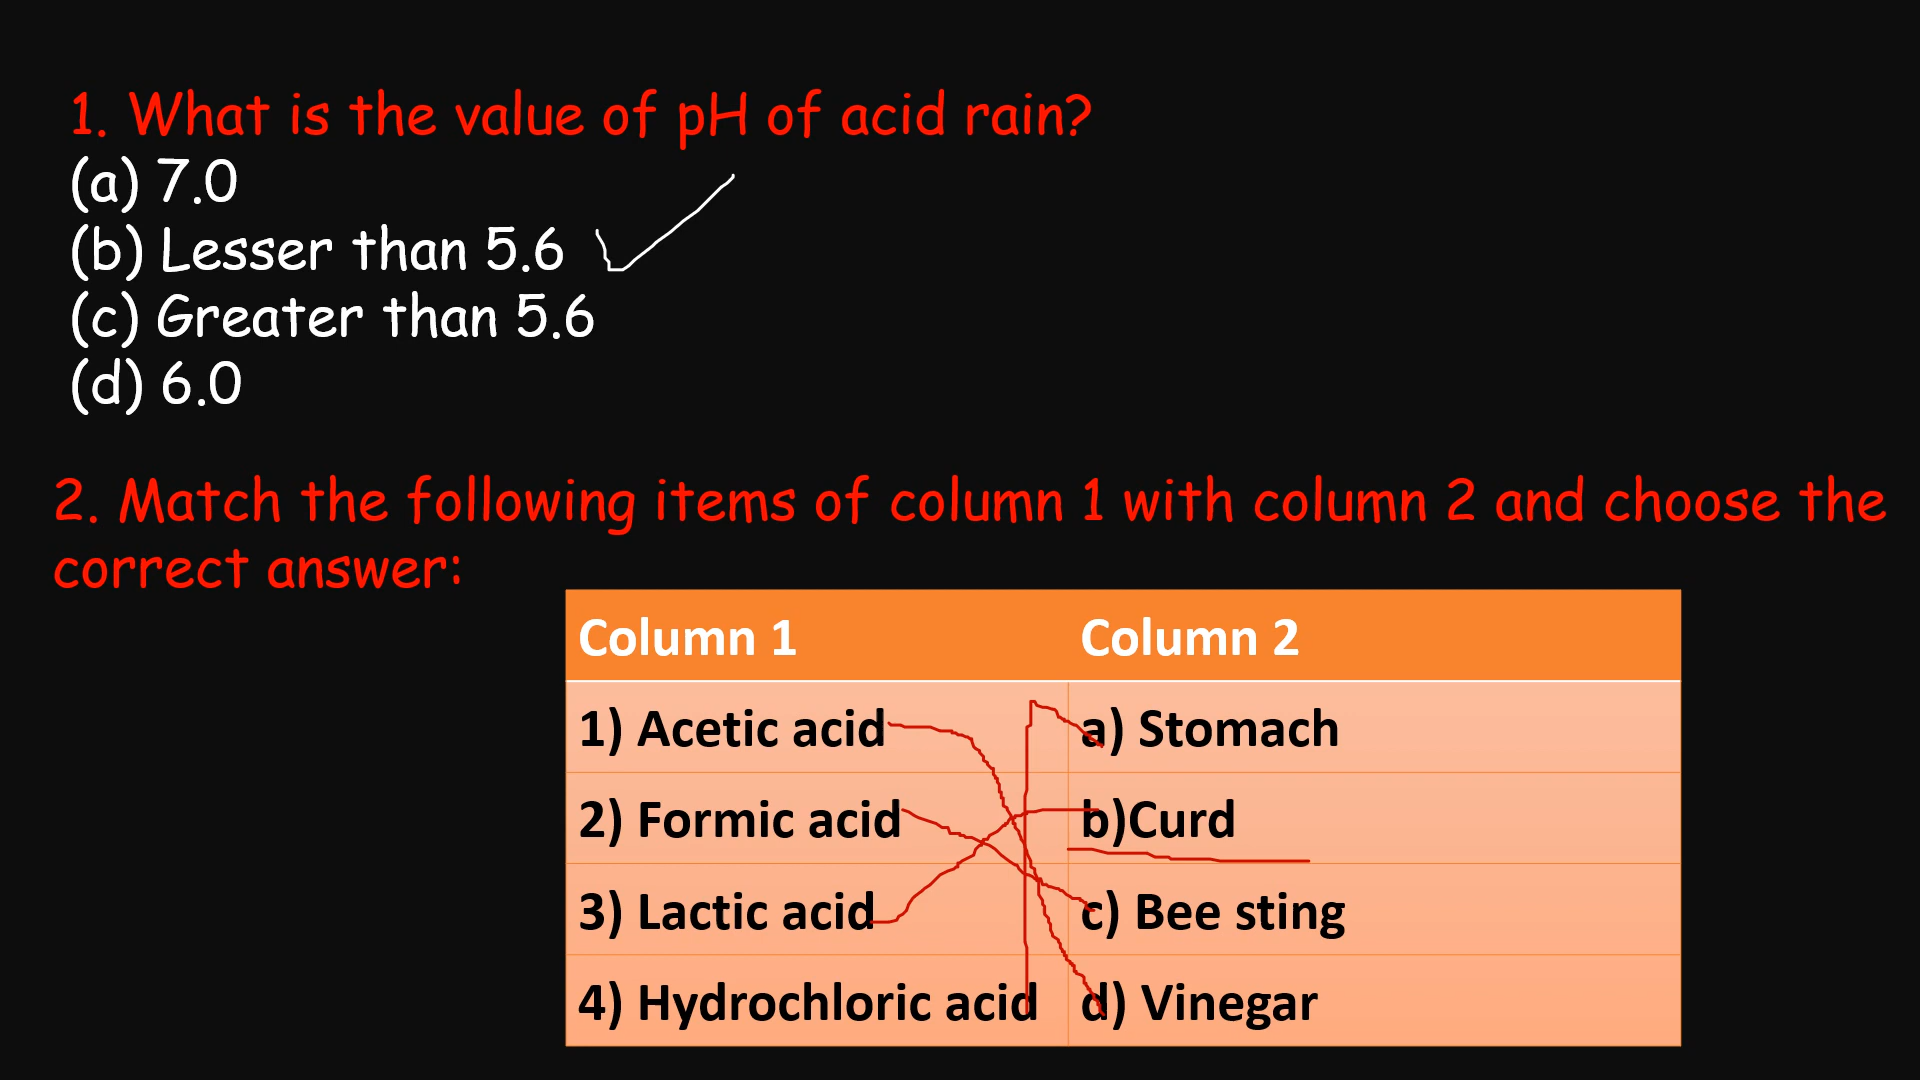 1. What is the value of pH of acid rain?
(a) 7.0
(b) Lesser than 5.6
(c) Greater than 5.6
(d) 6.0
2. Match the following items of column 1 with column 2 and choose the
correct answer:
Column 1 Column 2
1) Acetic acid a) Stomach
2) Formic acid b)Curd
3) Lactic acid c) Bee sting
4) Hydrochloric acid d) Vinegar